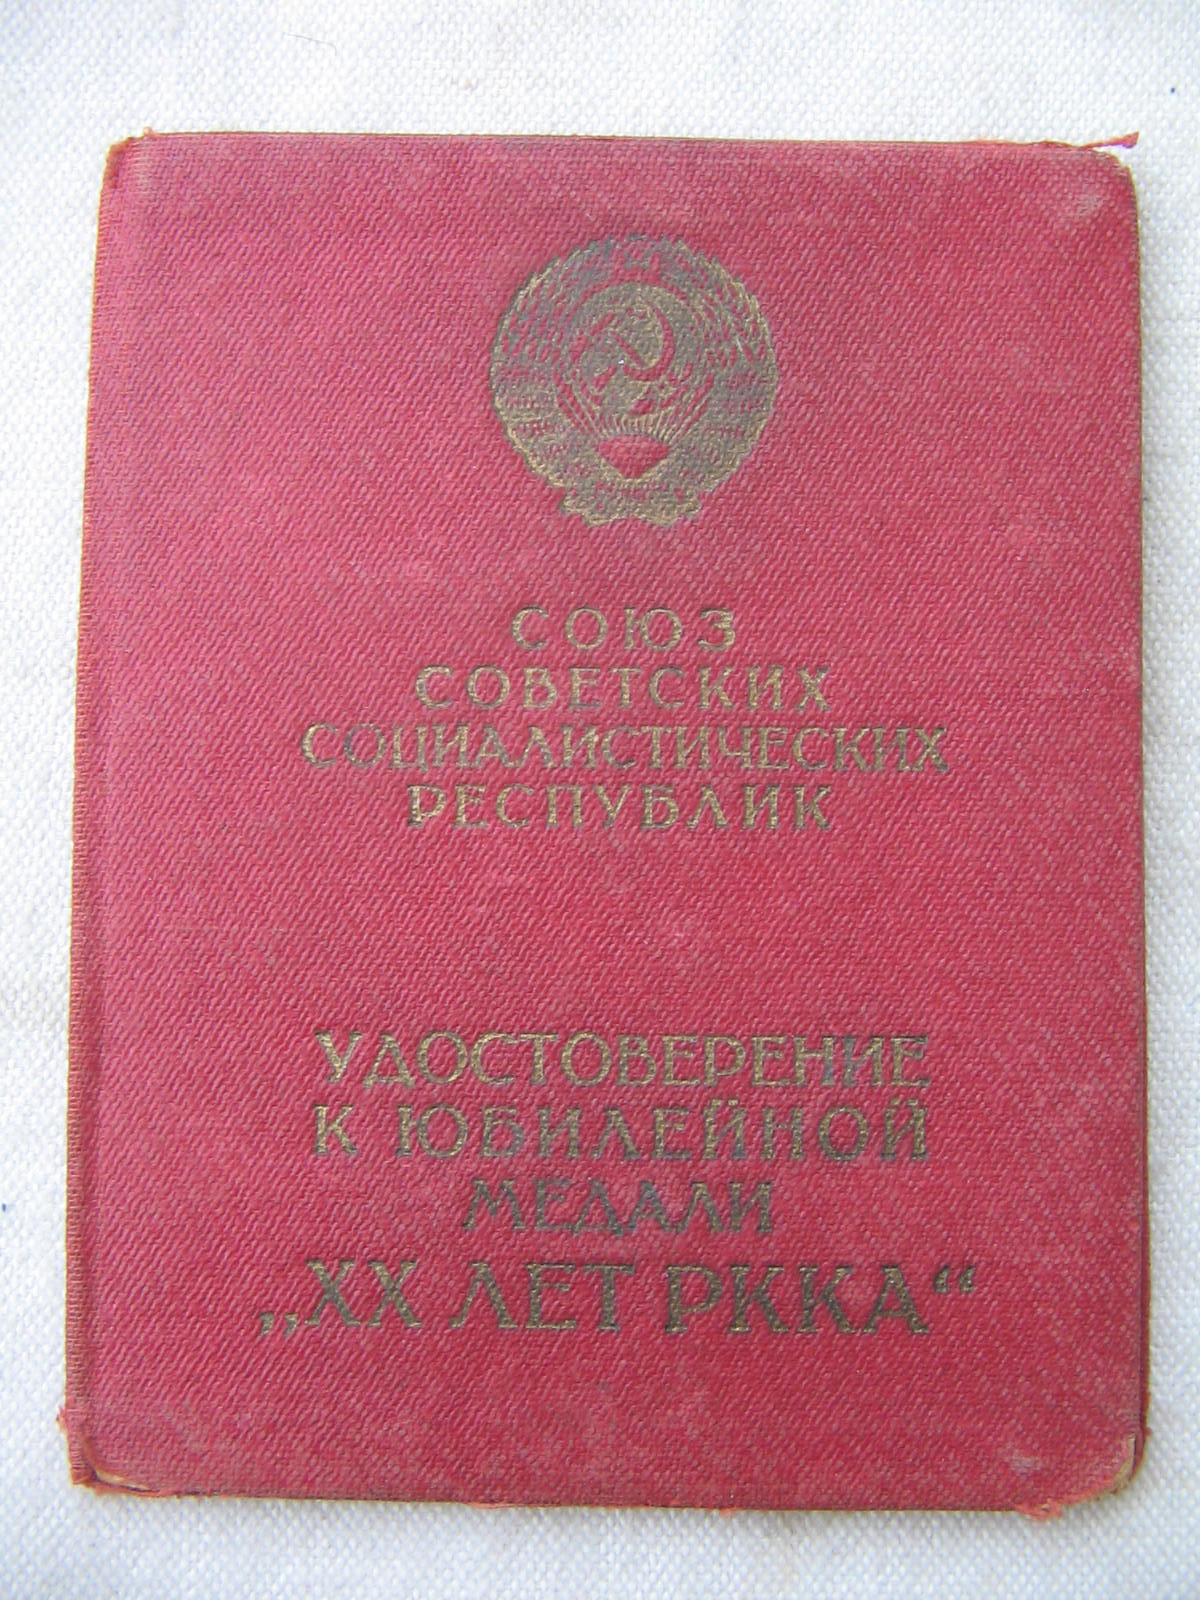 СОЮЗ
СОВЕТСКИХ
СОЦИАЛИСТИЧЕСКИХ
РЕСПУБЛИК
УДОСТОВЕРЕНИЕ
К ЮБИЛЕЙНОЙ
МЕДАЛИ
„XX ЛЕТ РККА“